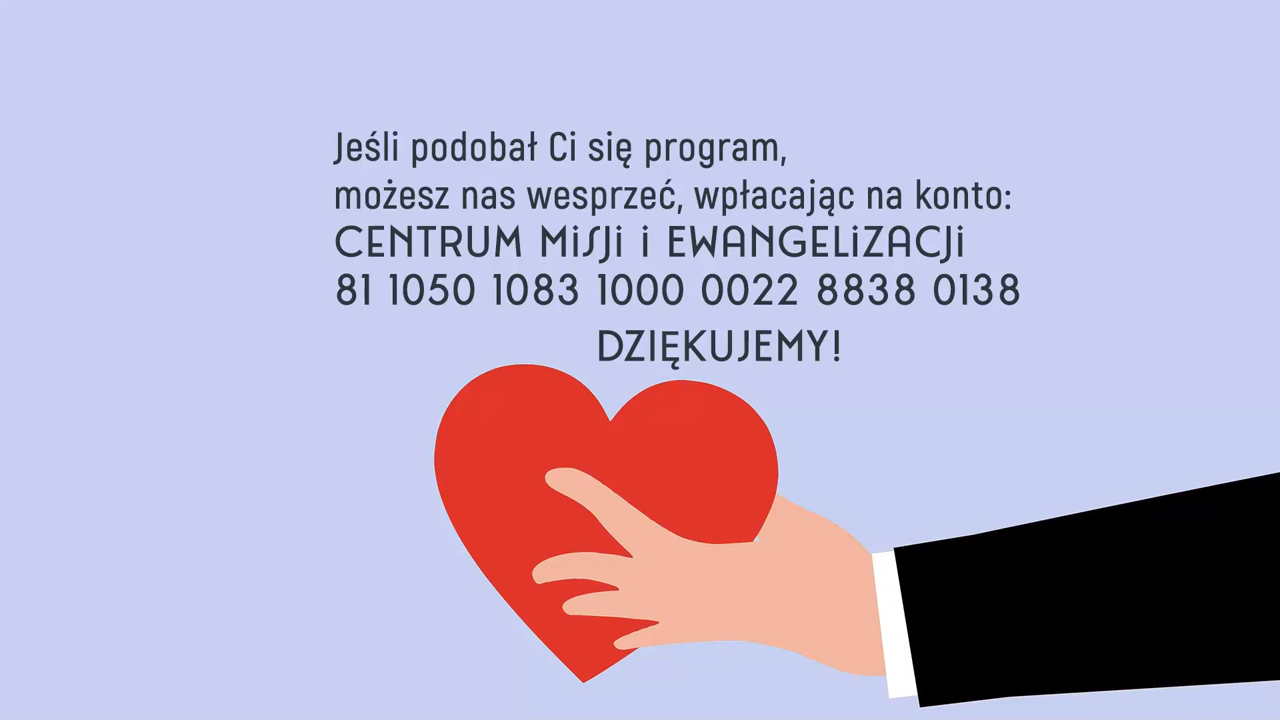 Jeśli podobał Ci się program,
możesz nas wesprzeć, wpłacając na konto:
CENTRUM MiSJi i EWANGELiZACJi
81 1050 1083 1000 0022 8838 0138
DZIĘKUJEMY!